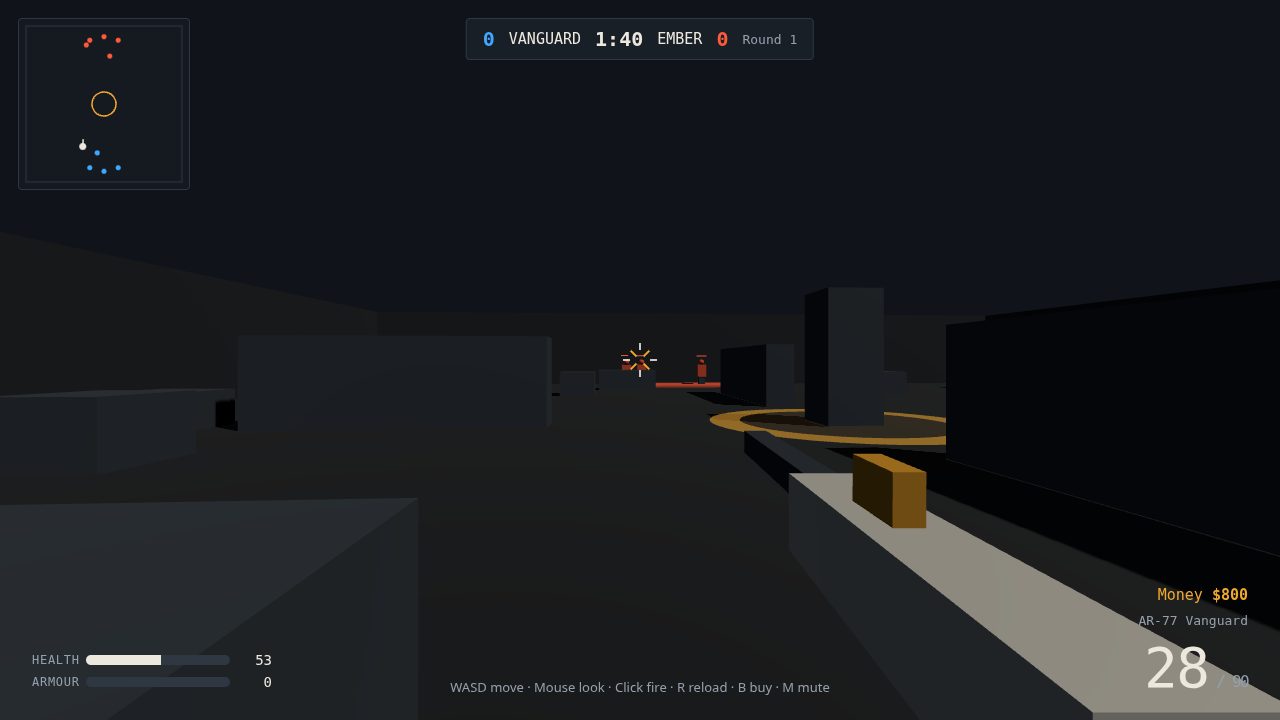 0 VANGUARD 1:40 EMBER 0 Round 1
Money $800
AR-77 Vanguard
28 / 90
HEALTH 53
ARMOUR 0
WASD move · Mouse look · Click fire · R reload · B buy · M mute